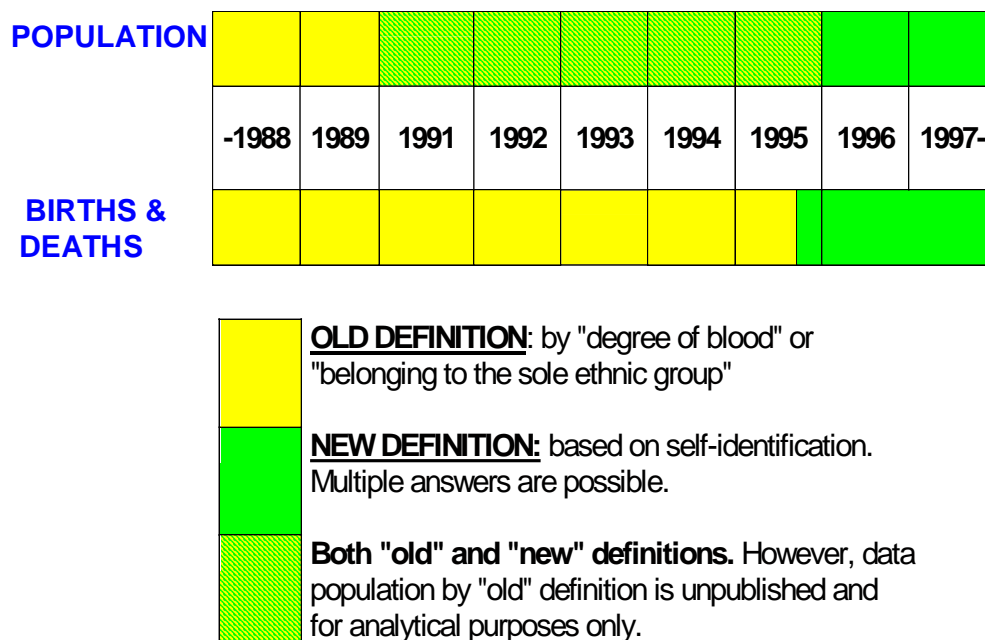 POPULATION
-1988 1989 1991 1992 1993 1994 1995 1996 1997-
BIRTHS &
DEATHS
OLD DEFINITION: by "degree of blood" or
"belonging to the sole ethnic group"
NEW DEFINITION: based on self-identification.
Multiple answers are possible.
Both "old" and "new" definitions. However, data
population by "old" definition is unpublished and
for analytical purposes only.